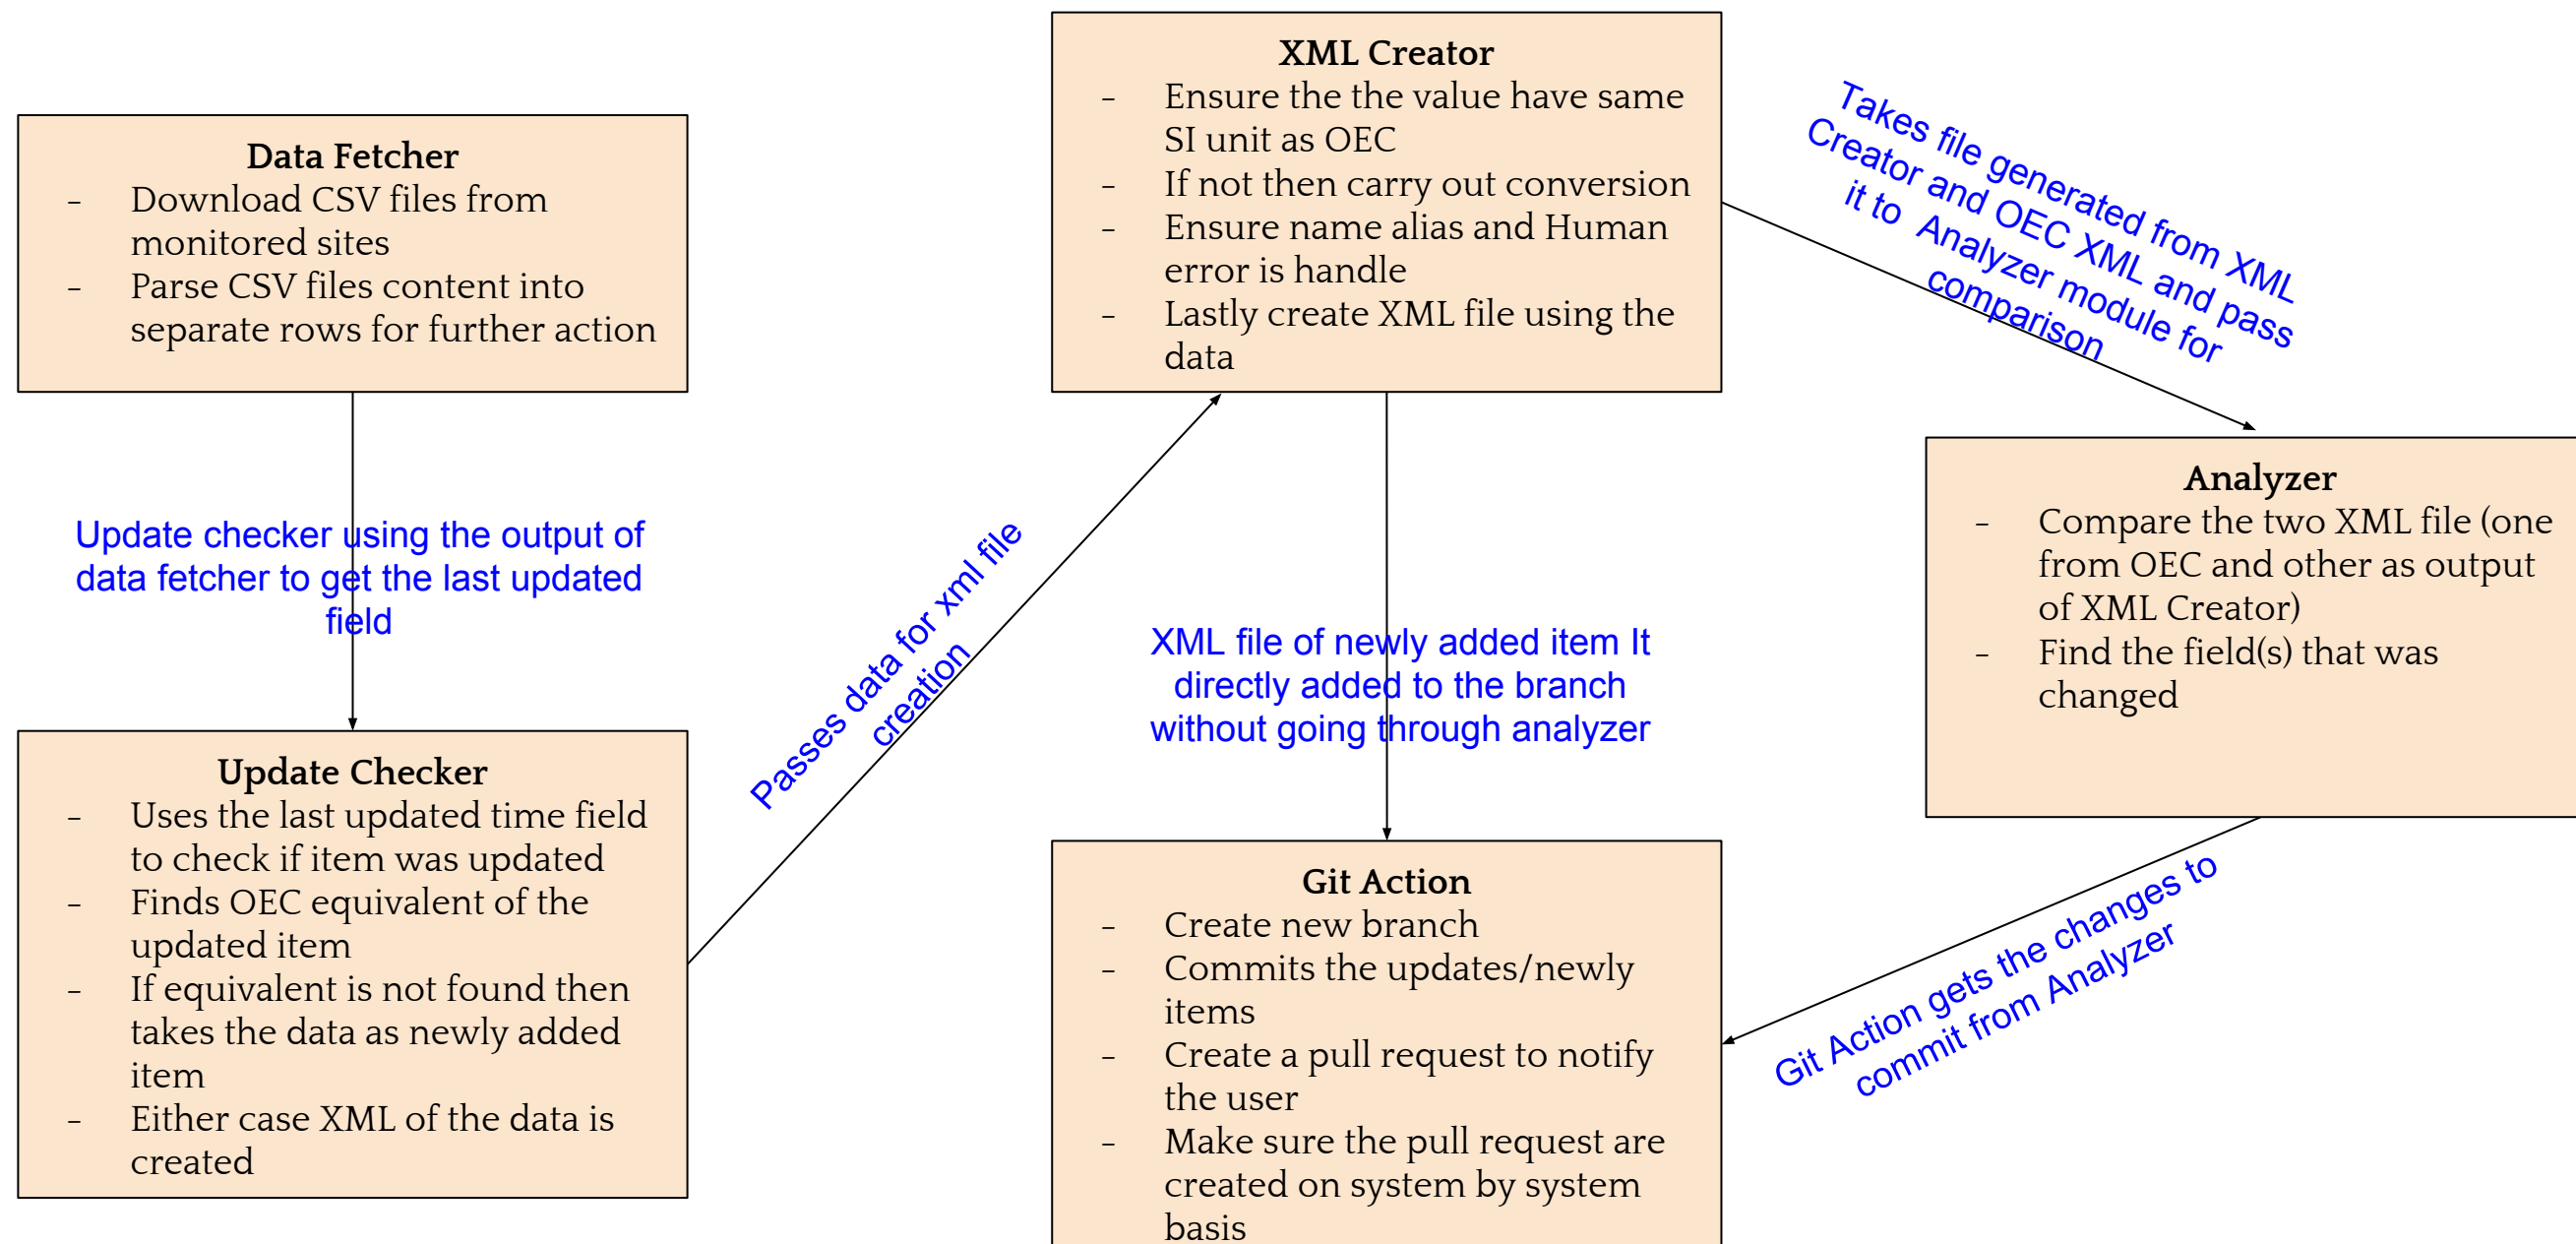 Data Fetcher
- Download CSV files from
monitored sites
- Parse CSV files content into
separate rows for further action
Update checker using the output of
data fetcher to get the last updated
field
Update Checker
- Uses the last updated time field
to check if item was updated
- Finds OEC equivalent of the
updated item
- If equivalent is not found then
takes the data as newly added
item
- Either case XML of the data is
created
Passes data for xml file
creation
XML Creator
- Ensure the the value have same
SI unit as OEC
- If not then carry out conversion
- Ensure name alias and Human
error is handle
- Lastly create XML file using the
data
XML file of newly added item It
directly added to the branch
without going through analyzer
Takes file generated from XML
Creator and OEC XML and pass
it to Analyzer module for
comparison
Analyzer
- Compare the two XML file (one
from OEC and other as output
of XML Creator)
- Find the field(s) that was
changed
Git Action gets the changes to
commit from Analyzer
Git Action
- Create new branch
- Commits the updates/newly
items
- Create a pull request to notify
the user
- Make sure the pull request are
created on system by system
basis